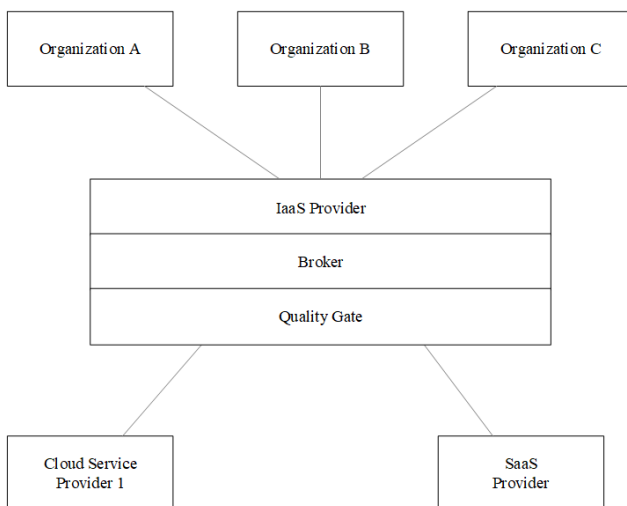 Organization A
Organization B
Organization C
IaaS Provider
Broker
Quality Gate
Cloud Service
Provider 1
SaaS
Provider